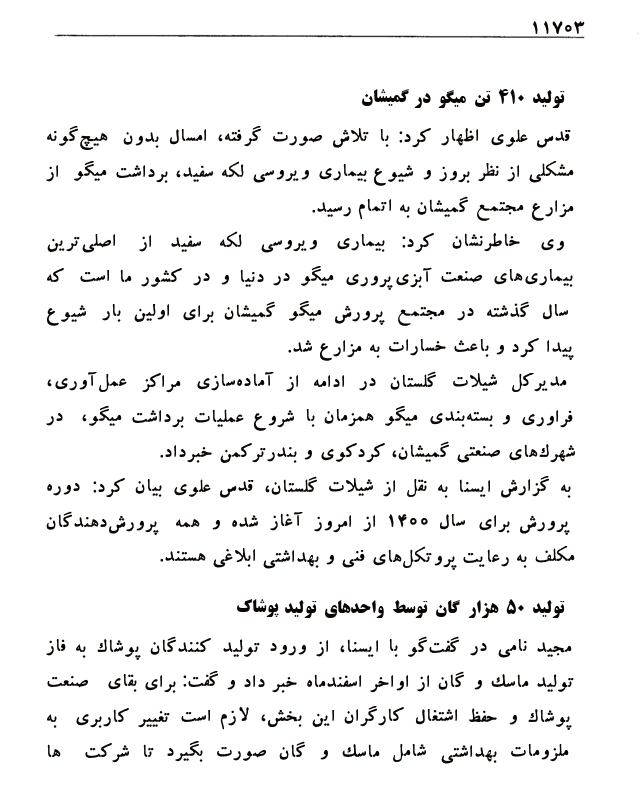 ۱۱۷۰۳
تولید ۴۱۰ تن میگو در گمیشان
قدس علوی اظهار کرد: با تلاش صورت گرفته، امسال بدون هیچ‌گونه
مشکلی از نظر بروز و شیوع بیماری ویروسی لکه سفید، برداشت میگو از
مزارع مجتمع گمیشان به اتمام رسید.
وی خاطرنشان کرد: بیماری ویروسی لکه سفید از اصلی‌ترین
بیماری‌های صنعت آبزی‌پروری میگو در دنیا و در کشور ما است که
سال گذشته در مجتمع پرورش میگو گمیشان برای اولین بار شیوع
پیدا کرد و باعث خسارات به مزارع شد.
مدیرکل شیلات گلستان در ادامه از آماده‌سازی مراکز عمل‌آوری،
فراوری و بسته‌بندی میگو همزمان با شروع عملیات برداشت میگو، در
شهرك‌های صنعتی گمیشان، کردکوی و بندرترکمن خبرداد.
به گزارش ایسنا به نقل از شیلات گلستان، قدس علوی بیان کرد: دوره
پرورش برای سال ۱۴۰۰ از امروز آغاز شده و همه پرورش‌دهندگان
مکلف به رعایت پروتکل‌های فنی و بهداشتی ابلاغی هستند.
تولید ۵۰ هزار گان توسط واحدهای تولید پوشاک
مجید نامی در گفت‌گو با ایسنا، از ورود تولید کنندگان پوشاك به فاز
تولید ماسك و گان از اواخر اسفندماه خبر داد و گفت: برای بقای صنعت
پوشاك و حفظ اشتغال کارگران این بخش، لازم است تغییر کاربری به
ملزومات بهداشتی شامل ماسك و گان صورت بگیرد تا شرکت ها